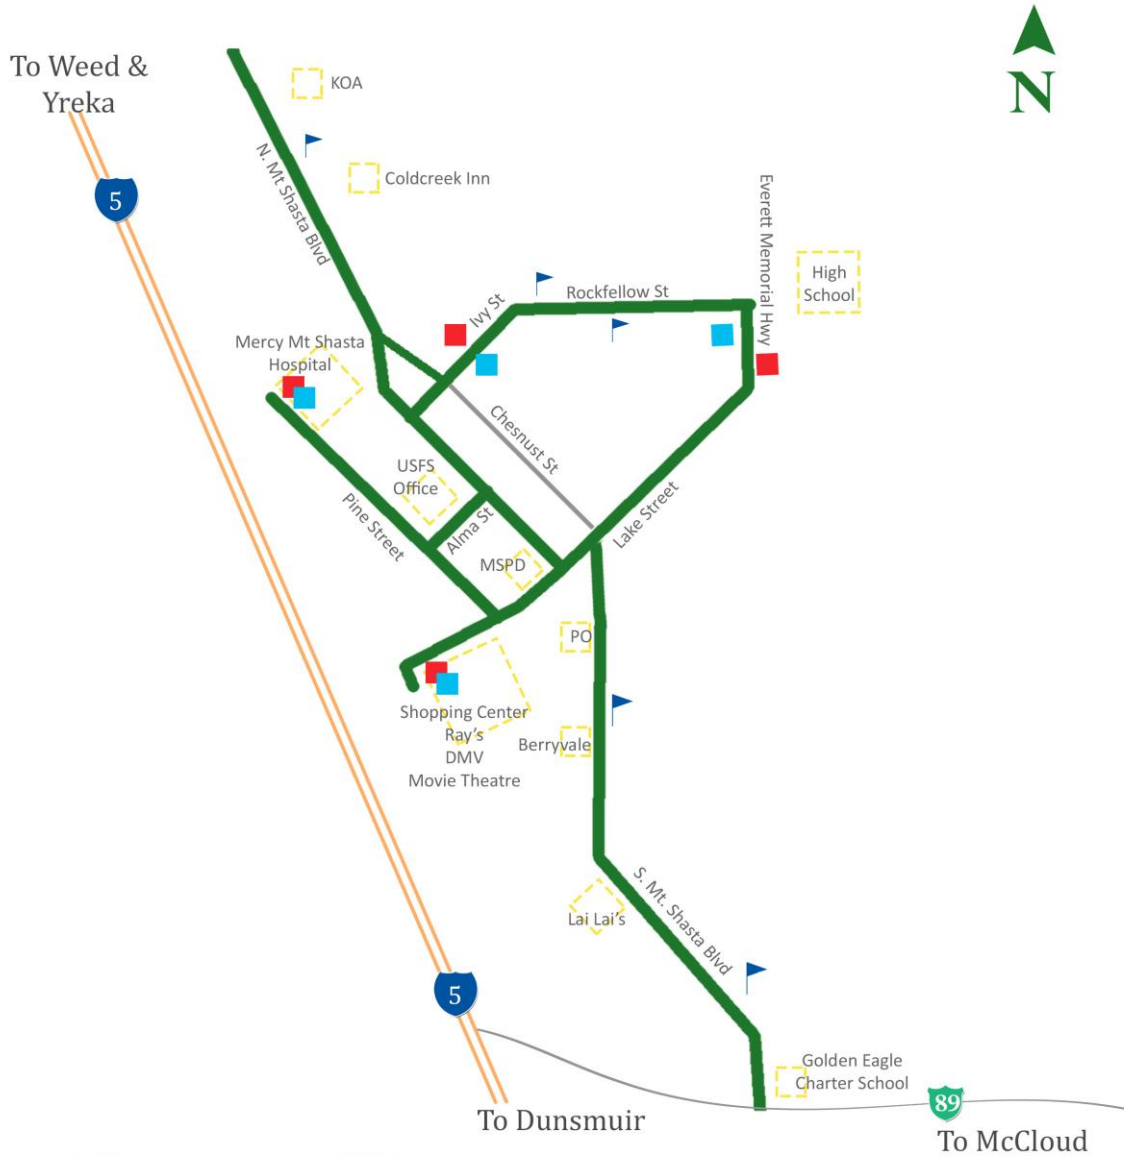 To Weed &
Yreka
N
KOA
5
N. Mt Shasta Blvd
Coldcreek Inn
Everett Memorial Hwy
High
School
Rockfellow St
Ivy St
Mercy Mt Shasta
Hospital
Chesnust St
USFS
Office
Pine Street
Alma St
Lake Street
MSPD
PO
Shopping Center
Ray's
DMV
Movie Theatre
Berryvale
Lai Lai's
S. Mt. Shasta Blvd
5
Golden Eagle
Charter School
89
To Dunsmuir
To McCloud